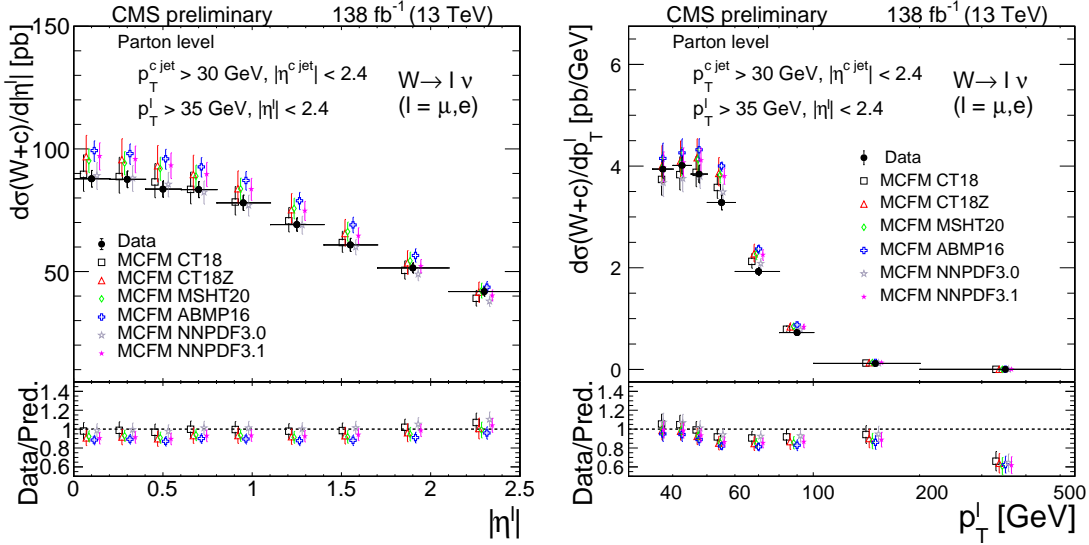 CMS preliminary 138 fb⁻¹ (13 TeV)
dσ(W+c)/d|η^l| [pb]
150
100
50
Parton level
p_T^{c jet} > 30 GeV, |η^{c jet}| < 2.4
p_T^l > 35 GeV, |η^l| < 2.4
W→ l ν
(l = μ,e)
Data
MCFM CT18
MCFM CT18Z
MCFM MSHT20
MCFM ABMP16
MCFM NNPDF3.0
MCFM NNPDF3.1
Data/Pred.
1.4
1.2
1
0.8
0.6
0 0.5 1 1.5 2 2.5
|η^l|
CMS preliminary 138 fb⁻¹ (13 TeV)
dσ(W+c)/dp_T^l [pb/GeV]
6
4
2
0
Parton level
p_T^{c jet} > 30 GeV, |η^{c jet}| < 2.4
p_T^l > 35 GeV, |η^l| < 2.4
W→ l ν
(l = μ,e)
Data
MCFM CT18
MCFM CT18Z
MCFM MSHT20
MCFM ABMP16
MCFM NNPDF3.0
MCFM NNPDF3.1
Data/Pred.
1.4
1.2
1
0.8
0.6
40 60 100 200 500
p_T^l [GeV]